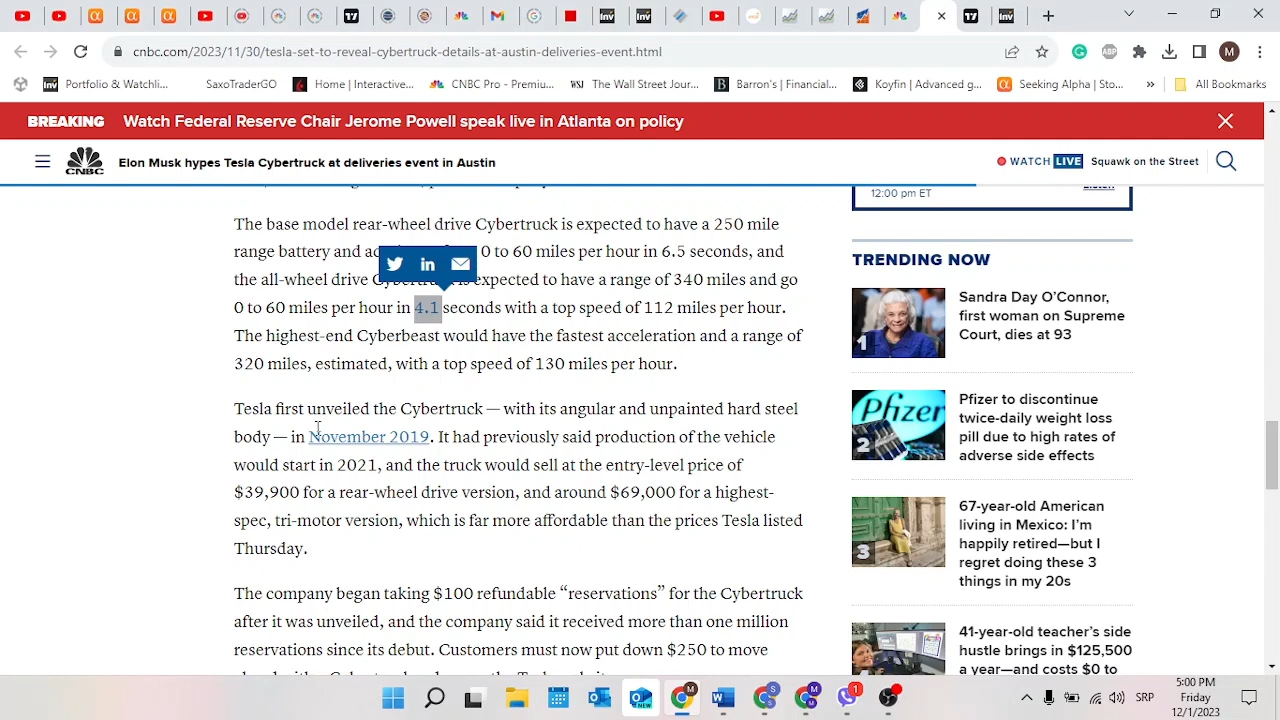 cnbc.com/2023/11/30/tesla-set-to-reveal-cybertruck-details-at-austin-deliveries-event.html
Portfolio & Watchli...
SaxoTraderGO
Home | Interactive...
CNBC Pro - Premiu...
The Wall Street Jour...
Barron's | Financial...
Koyfin | Advanced g...
Seeking Alpha | Sto...
»
All Bookmarks
BREAKING Watch Federal Reserve Chair Jerome Powell speak live in Atlanta on policy
CNBC
Elon Musk hypes Tesla Cybertruck at deliveries event in Austin
WATCH LIVE Squawk on the Street
The base model rear-wheel drive Cybertruck is expected to have a 250 mile
range battery and 0 to 60 miles per hour in 6.5 seconds, and
the all-wheel drive expected to have a range of 340 miles and go
0 to 60 miles per hour in 4.1 seconds with a top speed of 112 miles per hour.
The highest-end Cyberbeast would have the fastest acceleration and a range of
320 miles, estimated, with a top speed of 130 miles per hour.
Tesla first unveiled the Cybertruck — with its angular and unpainted hard steel
body — in November 2019. It had previously said production of the vehicle
would start in 2021, and the truck would sell at the entry-level price of
$39,900 for a rear-wheel drive version, and around $69,000 for a highest-
spec, tri-motor version, which is far more affordable than the prices Tesla listed
Thursday.
The company began taking $100 refundable “reservations” for the Cybertruck
after it was unveiled, and the company said it received more than one million
reservations since its debut. Customers must now put down $250 to move
12:00 pm ET
Listen
TRENDING NOW
1
Sandra Day O’Connor,
first woman on Supreme
Court, dies at 93
Pfizer
2
Pfizer to discontinue
twice-daily weight loss
pill due to high rates of
adverse side effects
3
67-year-old American
living in Mexico: I’m
happily retired—but I
regret doing these 3
things in my 20s
41-year-old teacher’s side
hustle brings in $125,500
a year—and costs $0 to
SRP
5:00 PM
Friday
12/1/2023